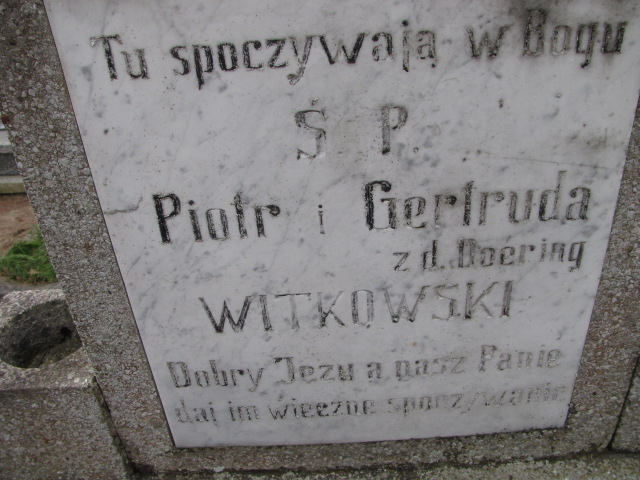 Tu spoczywają w Bogu
Ś P.
Piotr i Gertruda
z d. Doering
WITKOWSKI
Dobry Jezu a nasz Panie
daj im wieczne spoczywanie